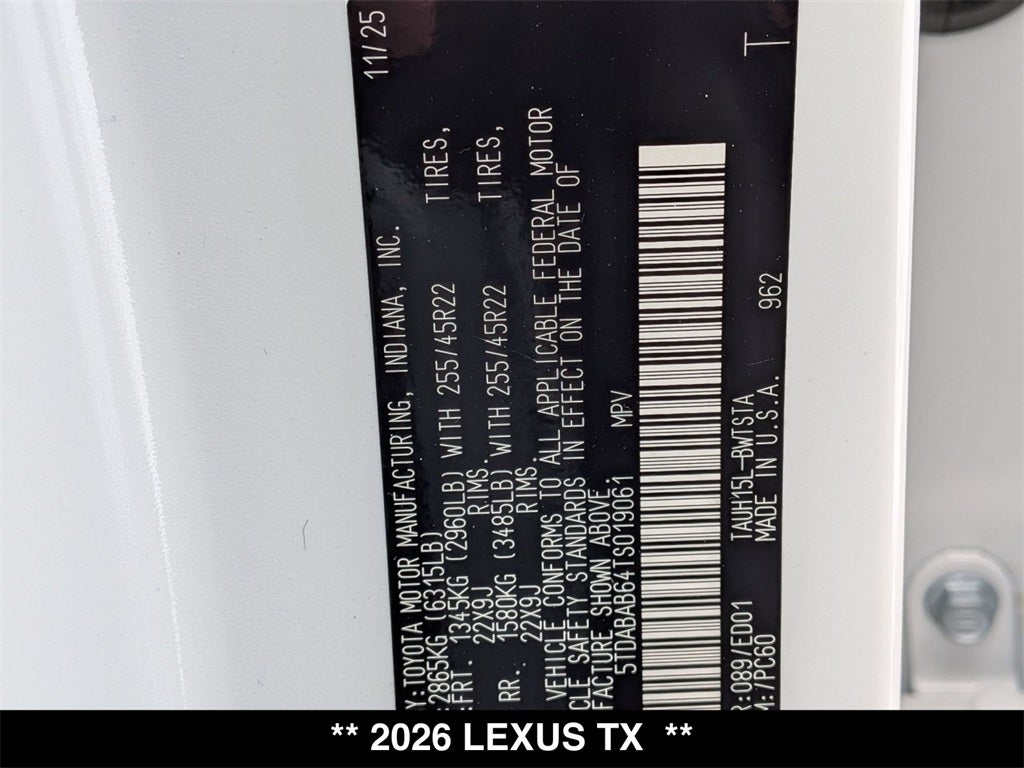 11/25
Y:TOYOTA MOTOR MANUFACTURING, INDIANA, INC.
:2865KG (6315LB)
:FRT. 1345KG (2960LB) WITH 255/45R22 TIRES,
22X9J RIMS.
RR. 1580KG (3485LB) WITH 255/45R22 TIRES,
22X9J RIMS.
VEHICLE CONFORMS TO ALL APPLICABLE FEDERAL MOTOR
CLE SAFETY STANDARDS IN EFFECT ON THE DATE OF
FACTURE SHOWN ABOVE.
5TDABAB64TS019061 MPV
R:089/ED01 TAUH15L-BWTSTA T
M:/PC60 MADE IN U.S.A. 962
** 2026 LEXUS TX **